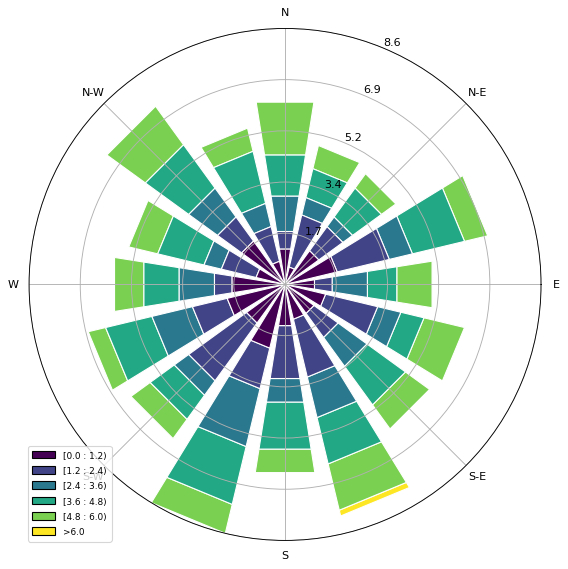 N
8.6
6.9
N-W
N-E
5.2
3.4
1.7
W
E
[0.0 : 1.2)
[1.2 : 2.4)
[2.4 : 3.6)
[3.6 : 4.8)
[4.8 : 6.0)
>6.0
S-W
S-E
S